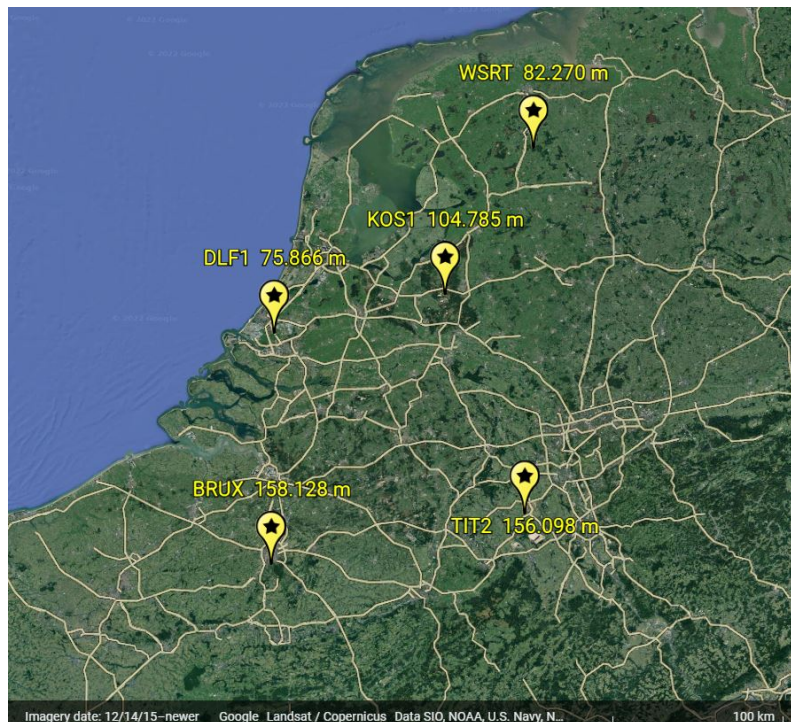 WSRT 82.270 m
KOS1 104.785 m
DLF1 75.866 m
BRUX 158.128 m
TIT2 156.098 m
Imagery date: 12/14/15–newer Google Landsat / Copernicus Data SIO, NOAA, U.S. Navy, N... 100 km